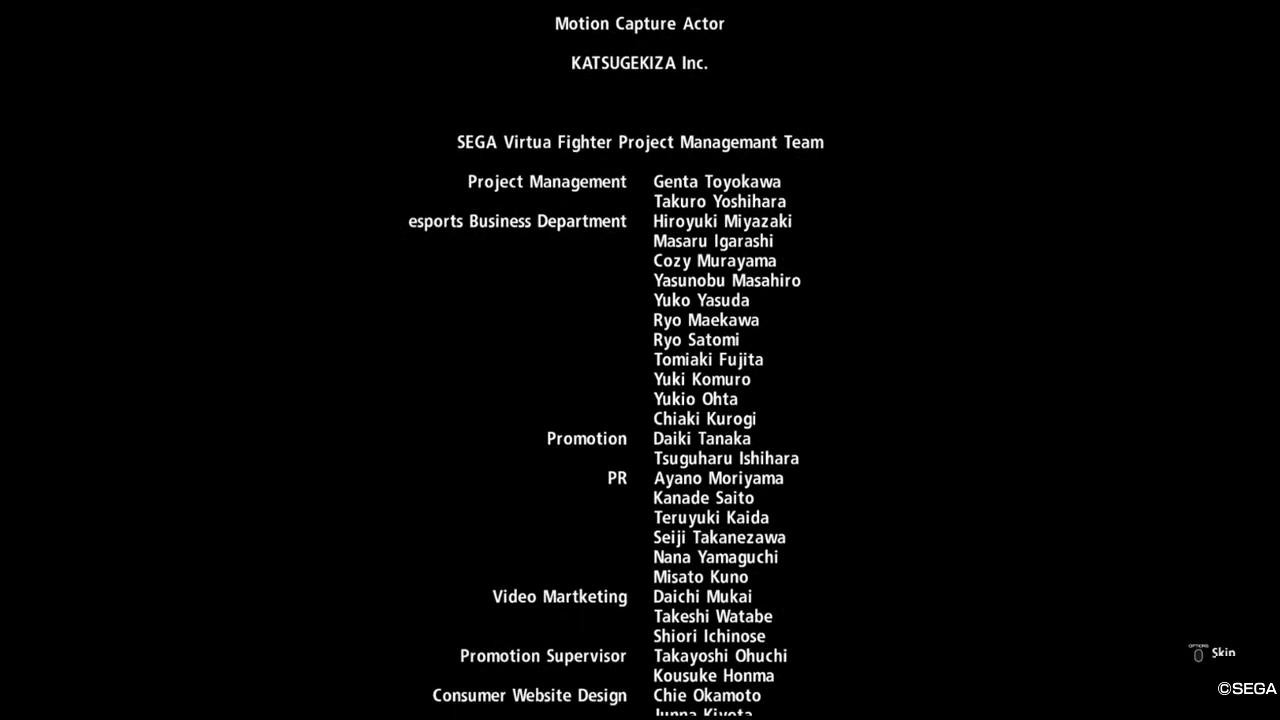 Motion Capture Actor
KATSUGEKIZA Inc.
SEGA Virtua Fighter Project Managemant Team
Project Management Genta Toyokawa
Takuro Yoshihara
esports Business Department Hiroyuki Miyazaki
Masaru Igarashi
Cozy Murayama
Yasunobu Masahiro
Yuko Yasuda
Ryo Maekawa
Ryo Satomi
Tomiaki Fujita
Yuki Komuro
Yukio Ohta
Chiaki Kurogi
Promotion Daiki Tanaka
Tsuguharu Ishihara
PR Ayano Moriyama
Kanade Saito
Teruyuki Kaida
Seiji Takanezawa
Nana Yamaguchi
Misato Kuno
Video Martketing Daichi Mukai
Takeshi Watabe
Shiori Ichinose
Promotion Supervisor Takayoshi Ohuchi
Kousuke Honma
Consumer Website Design Chie Okamoto
Junna Kiyota
OPTIONS Skin
©SEGA